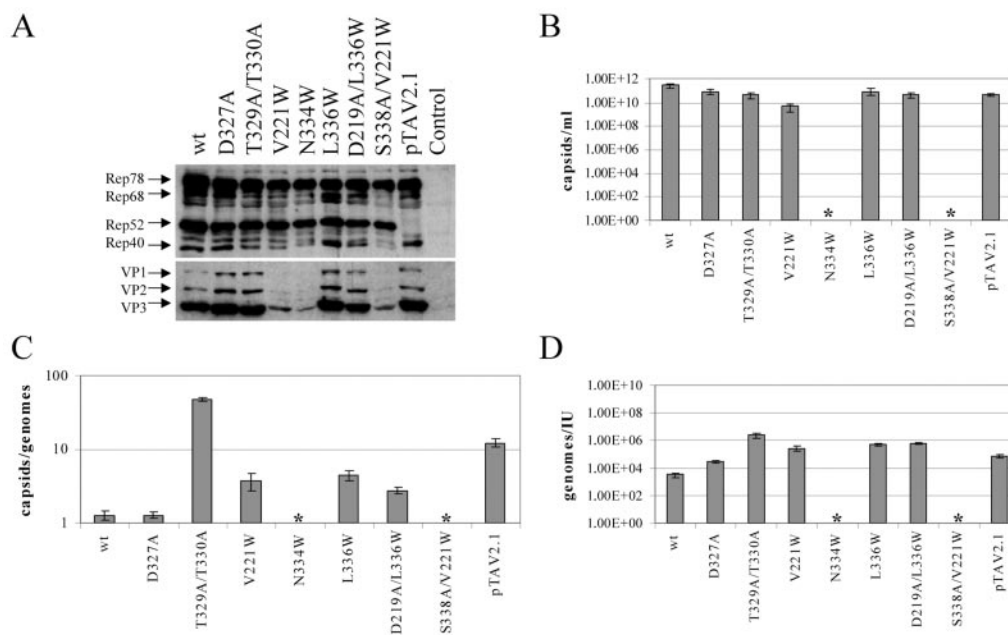 A
wt
D327A
T329A/T330A
V221W
N334W
L336W
D219A/L336W
S338A/V221W
pTAV2.1
Control
Rep78
Rep68
Rep52
Rep40
VP1
VP2
VP3
B
capsids/ml
1.00E+12
1.00E+10
1.00E+08
1.00E+06
1.00E+04
1.00E+02
1.00E+00
* *
wt
D327A
T329A/T330A
V221W
N334W
L336W
D219A/L336W
S338A/V221W
pTAV2.1
C
capsids/genomes
100
10
1
* *
wt
D327A
T329A/T330A
V221W
N334W
L336W
D219A/L336W
S338A/V221W
pTAV2.1
D
genomes/IU
1.00E+10
1.00E+08
1.00E+06
1.00E+04
1.00E+02
1.00E+00
* *
wt
D327A
T329A/T330A
V221W
N334W
L336W
D219A/L336W
S338A/V221W
pTAV2.1